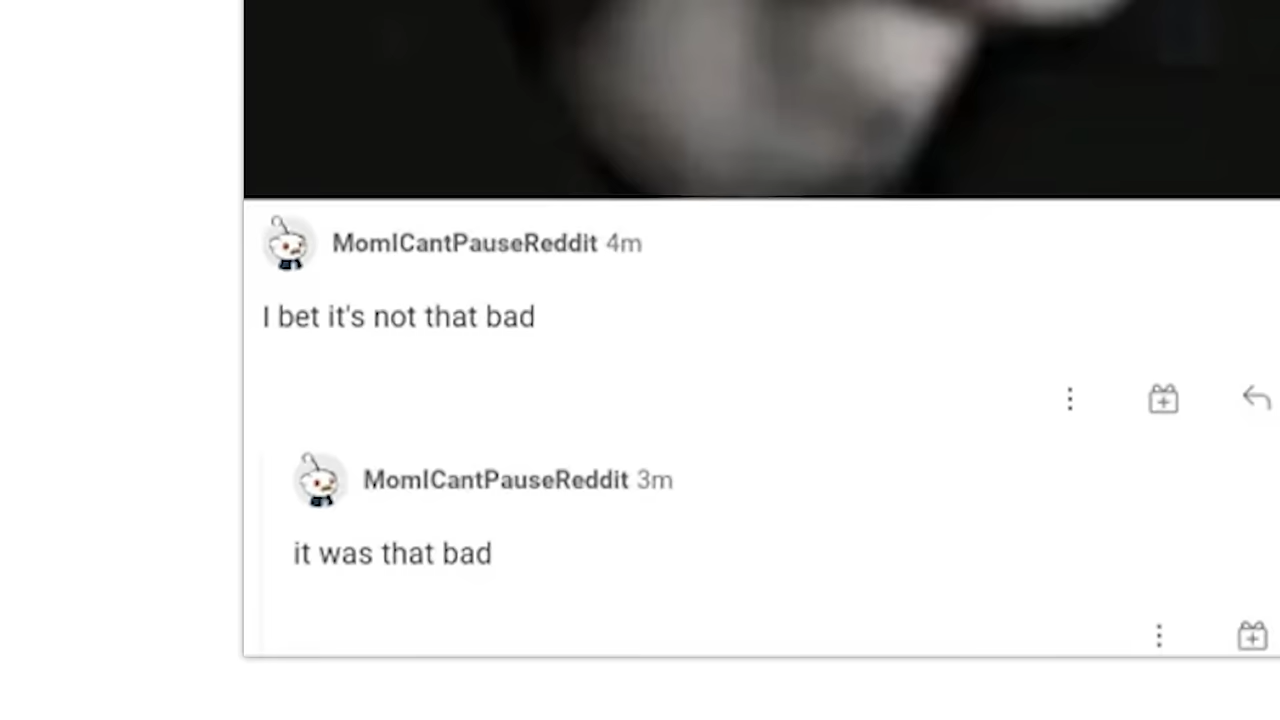 MomICantPauseReddit 4m
I bet it's not that bad
MomICantPauseReddit 3m
it was that bad